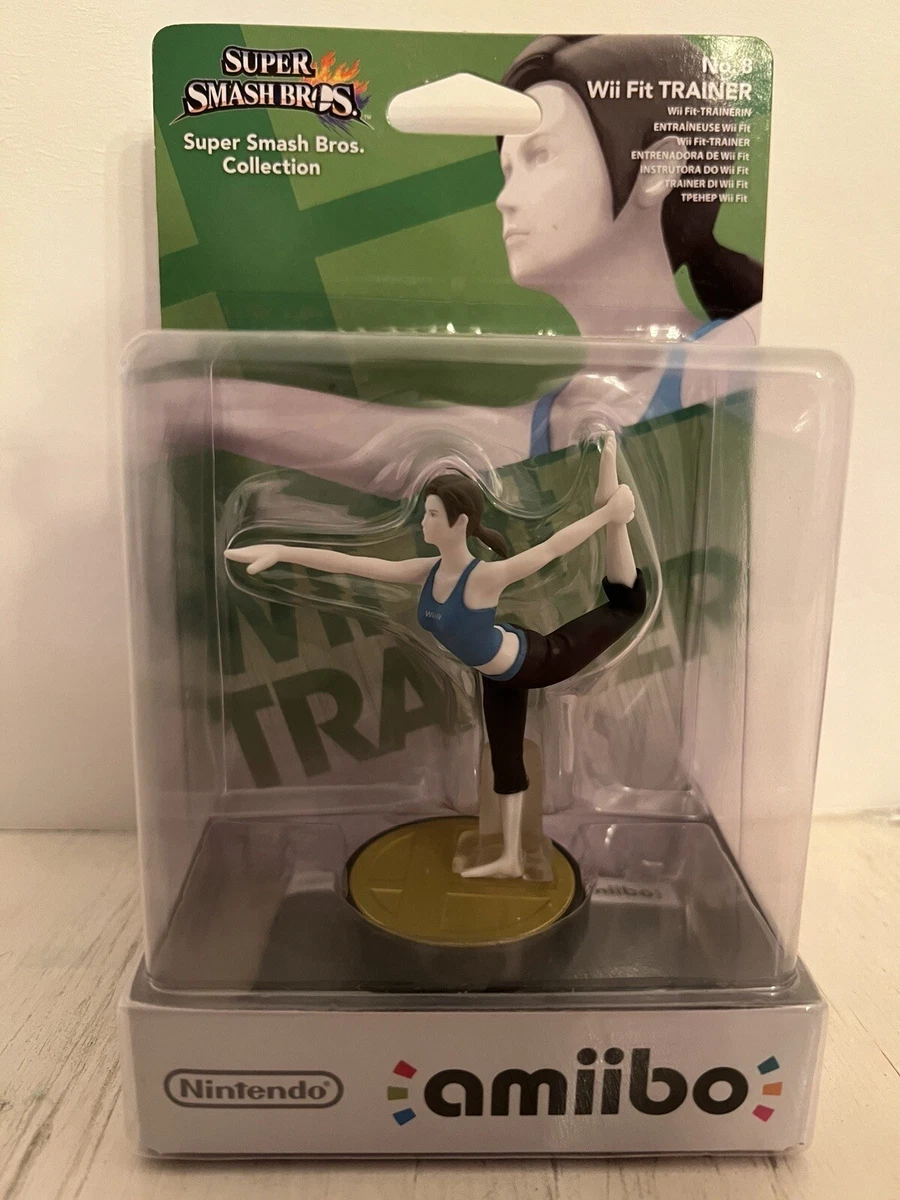 SUPER
SMASH BROS.
™
Super Smash Bros.
Collection
No. 8
Wii Fit TRAINER
Wii Fit-TRAINERIN
ENTRAÎNEUSE Wii Fit
Wii Fit-TRAINER
ENTRENADORA DE Wii Fit
INSTRUTORA DO Wii Fit
TRAINER DI Wii Fit
ТРЕНЕР Wii Fit
Wii Fit
TRAINER
amiibo
Nintendo®
amiibo